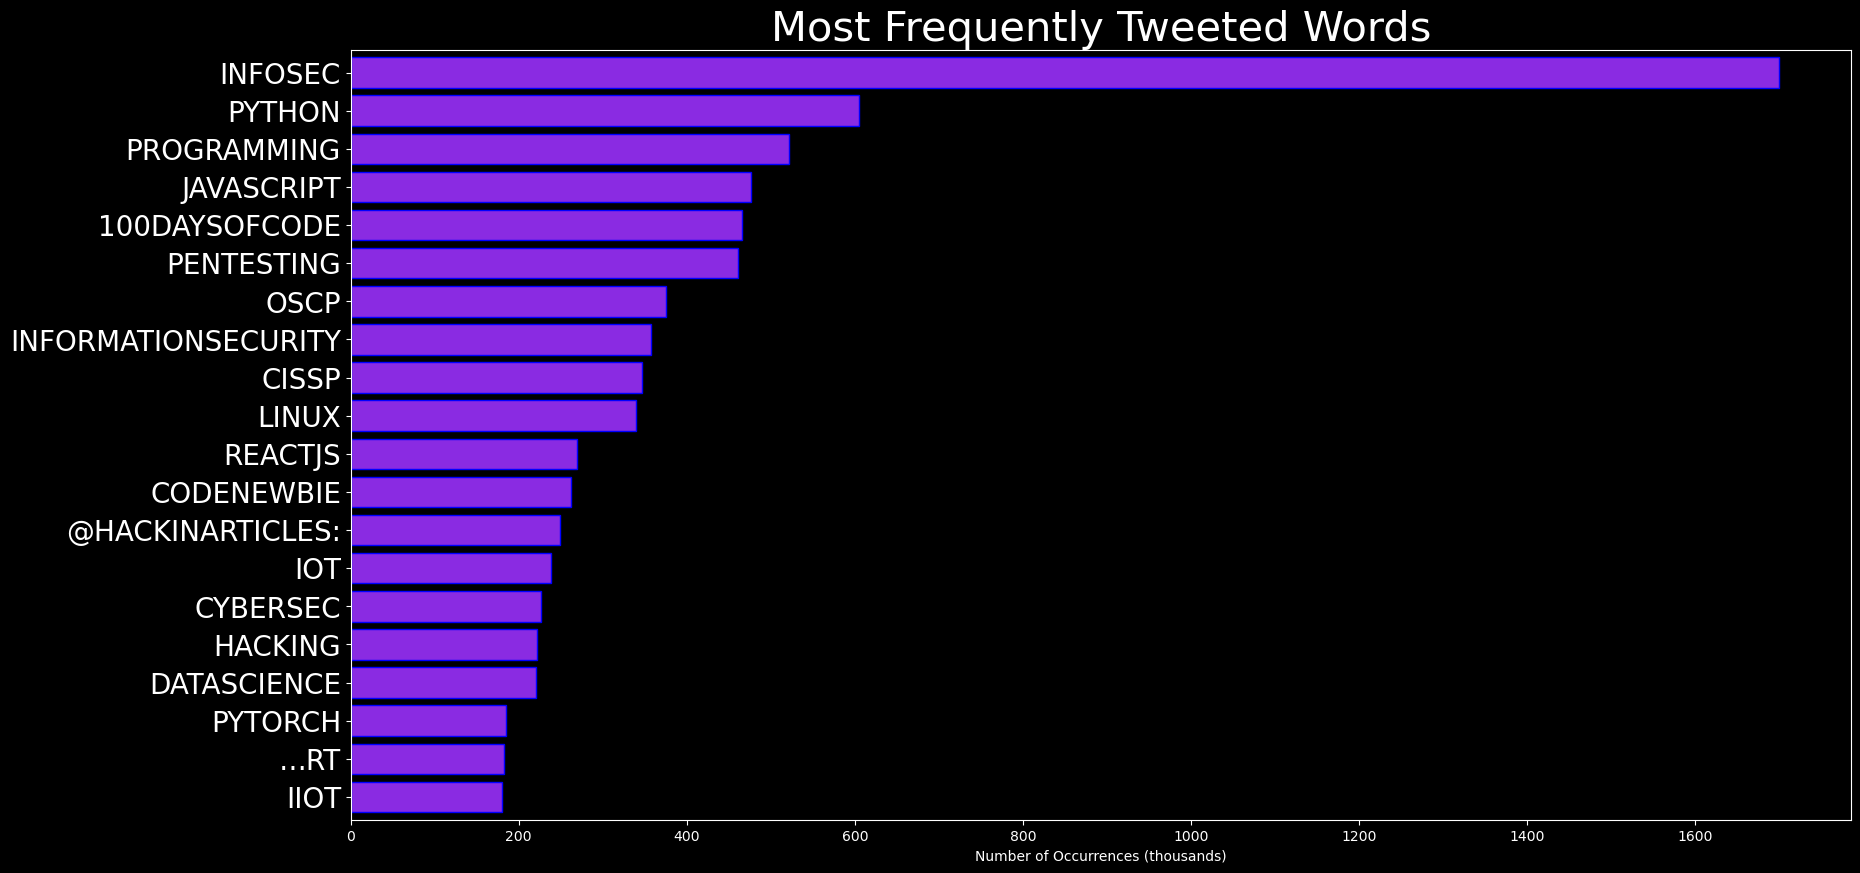 Most Frequently Tweeted Words
INFOSEC
PYTHON
PROGRAMMING
JAVASCRIPT
100DAYSOFCODE
PENTESTING
OSCP
INFORMATIONSECURITY
CISSP
LINUX
REACTJS
CODENEWBIE
@HACKINARTICLES:
IOT
CYBERSEC
HACKING
DATASCIENCE
PYTORCH
…RT
IIOT
0 200 400 600 800 1000 1200 1400 1600
Number of Occurrences (thousands)